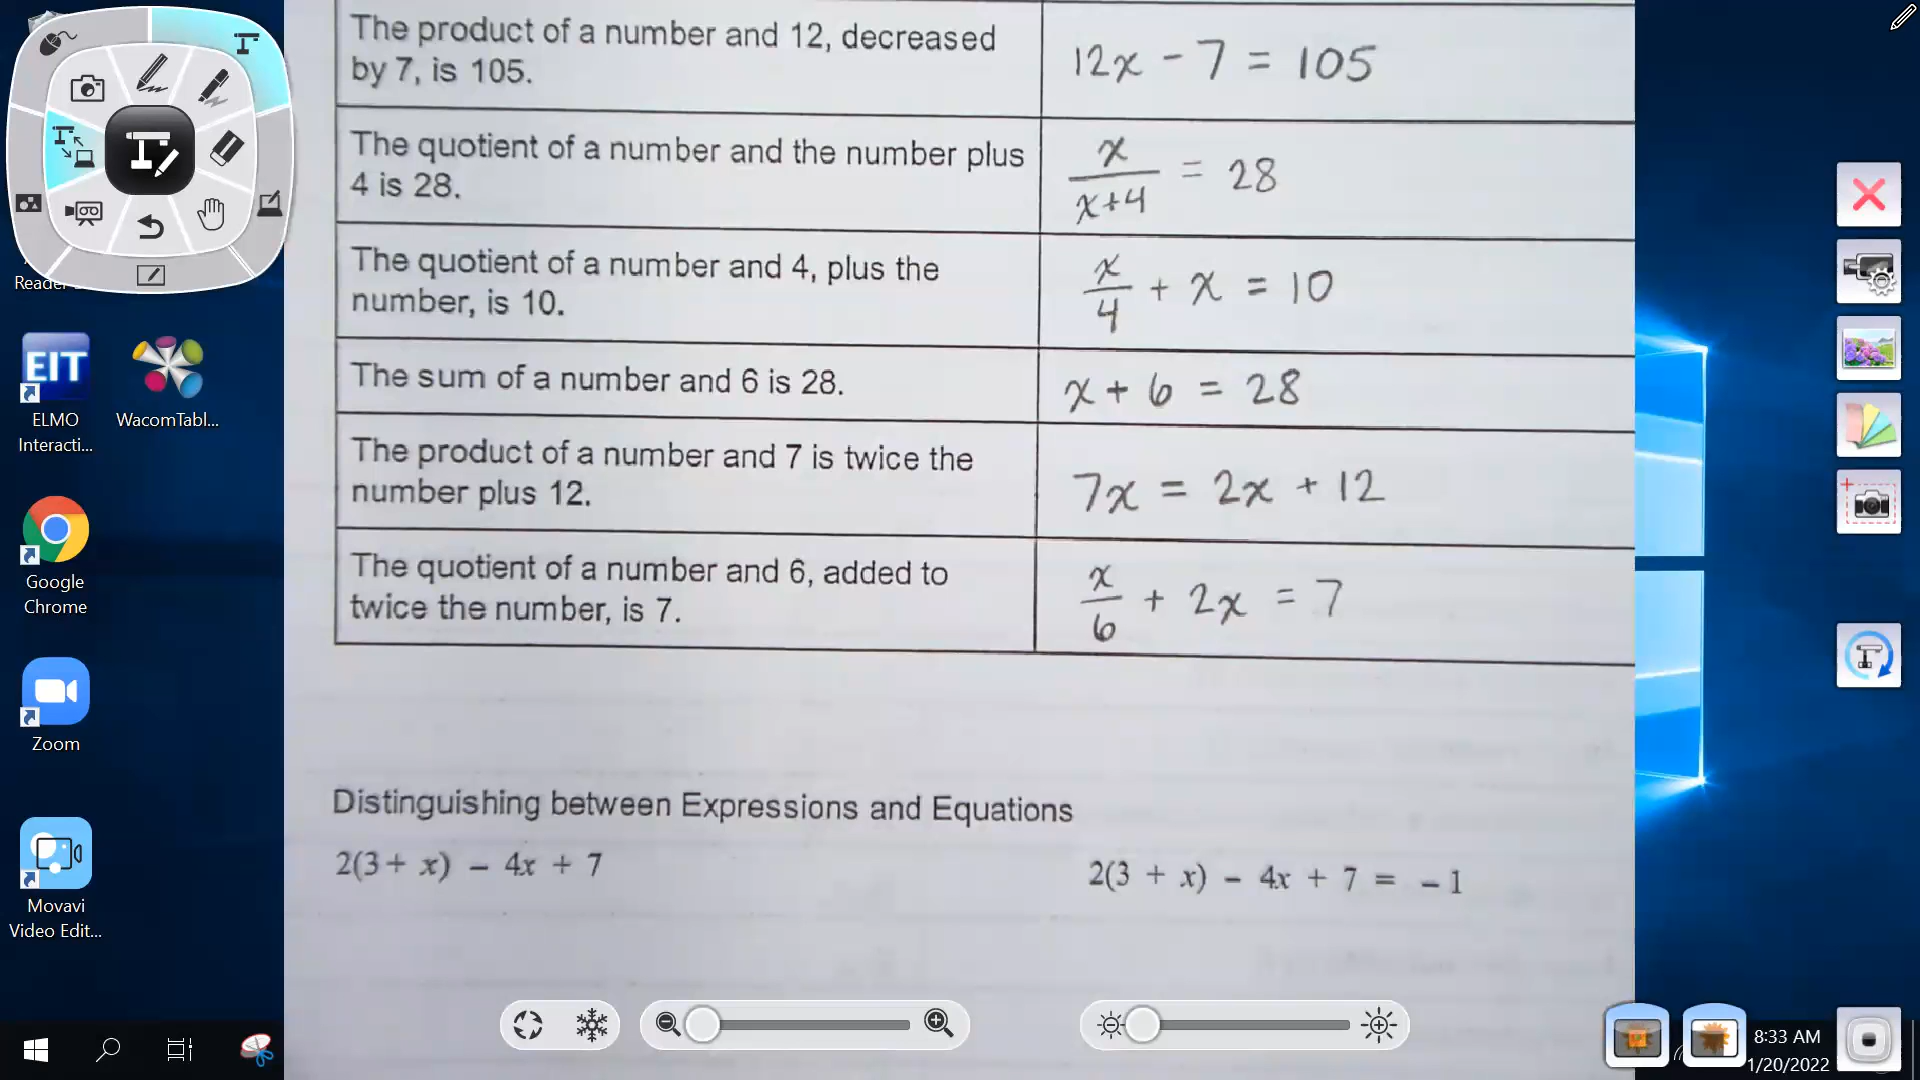 The product of a number and 12, decreased
by 7, is 105.
12x - 7 = 105
The quotient of a number and the number plus
4 is 28.
x/(x+4) = 28
The quotient of a number and 4, plus the
number, is 10.
x/4 + x = 10
The sum of a number and 6 is 28.
x + 6 = 28
The product of a number and 7 is twice the
number plus 12.
7x = 2x + 12
The quotient of a number and 6, added to
twice the number, is 7.
x/6 + 2x = 7
Distinguishing between Expressions and Equations
2(3+ x) – 4x + 7
2(3 + x) – 4x + 7 = –1
Reader
EIT
ELMO
Interacti...
WacomTabl...
Google
Chrome
Zoom
Movavi
Video Edit...
8:33 AM
1/20/2022